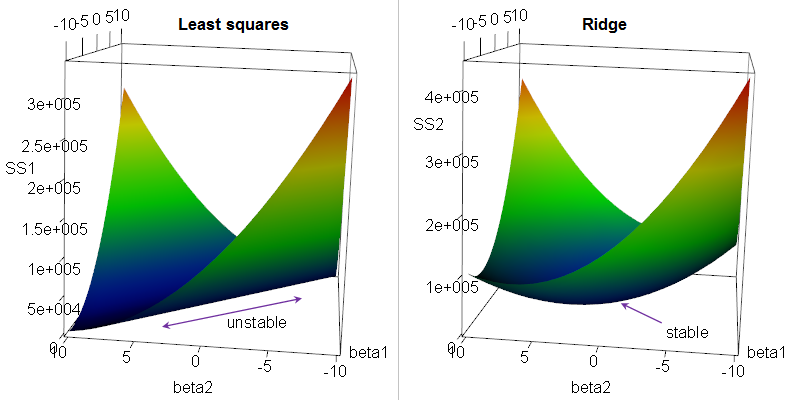 Least squares
-10-5 0 510
3e+005
2.5e+005
SS1
2e+005
1.5e+005
1e+005
5e+004
0
10
5
0
-5
-10
beta1
beta2
unstable
Ridge
-10-5 0 510
4e+005
SS2
3e+005
2e+005
1e+005
0
10
5
0
-5
-10
beta1
beta2
stable